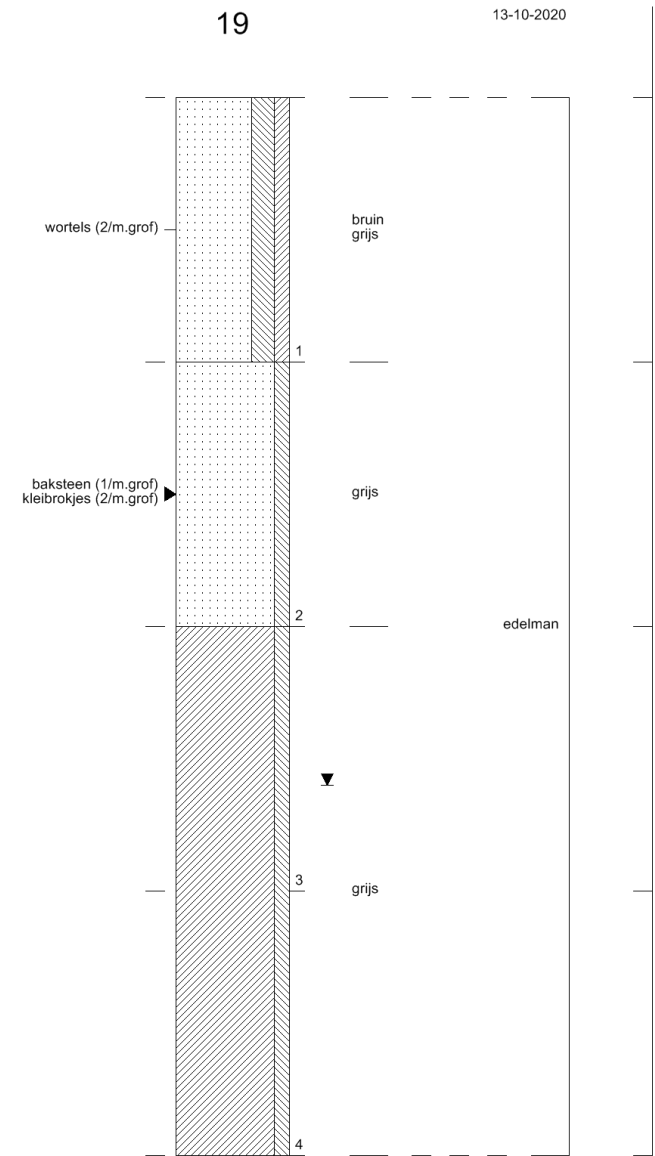 19
13-10-2020
wortels (2/m.grof)
bruin
grijs
1
baksteen (1/m.grof)
kleibrokjes (2/m.grof)
grijs
2
edelman
3
grijs
4